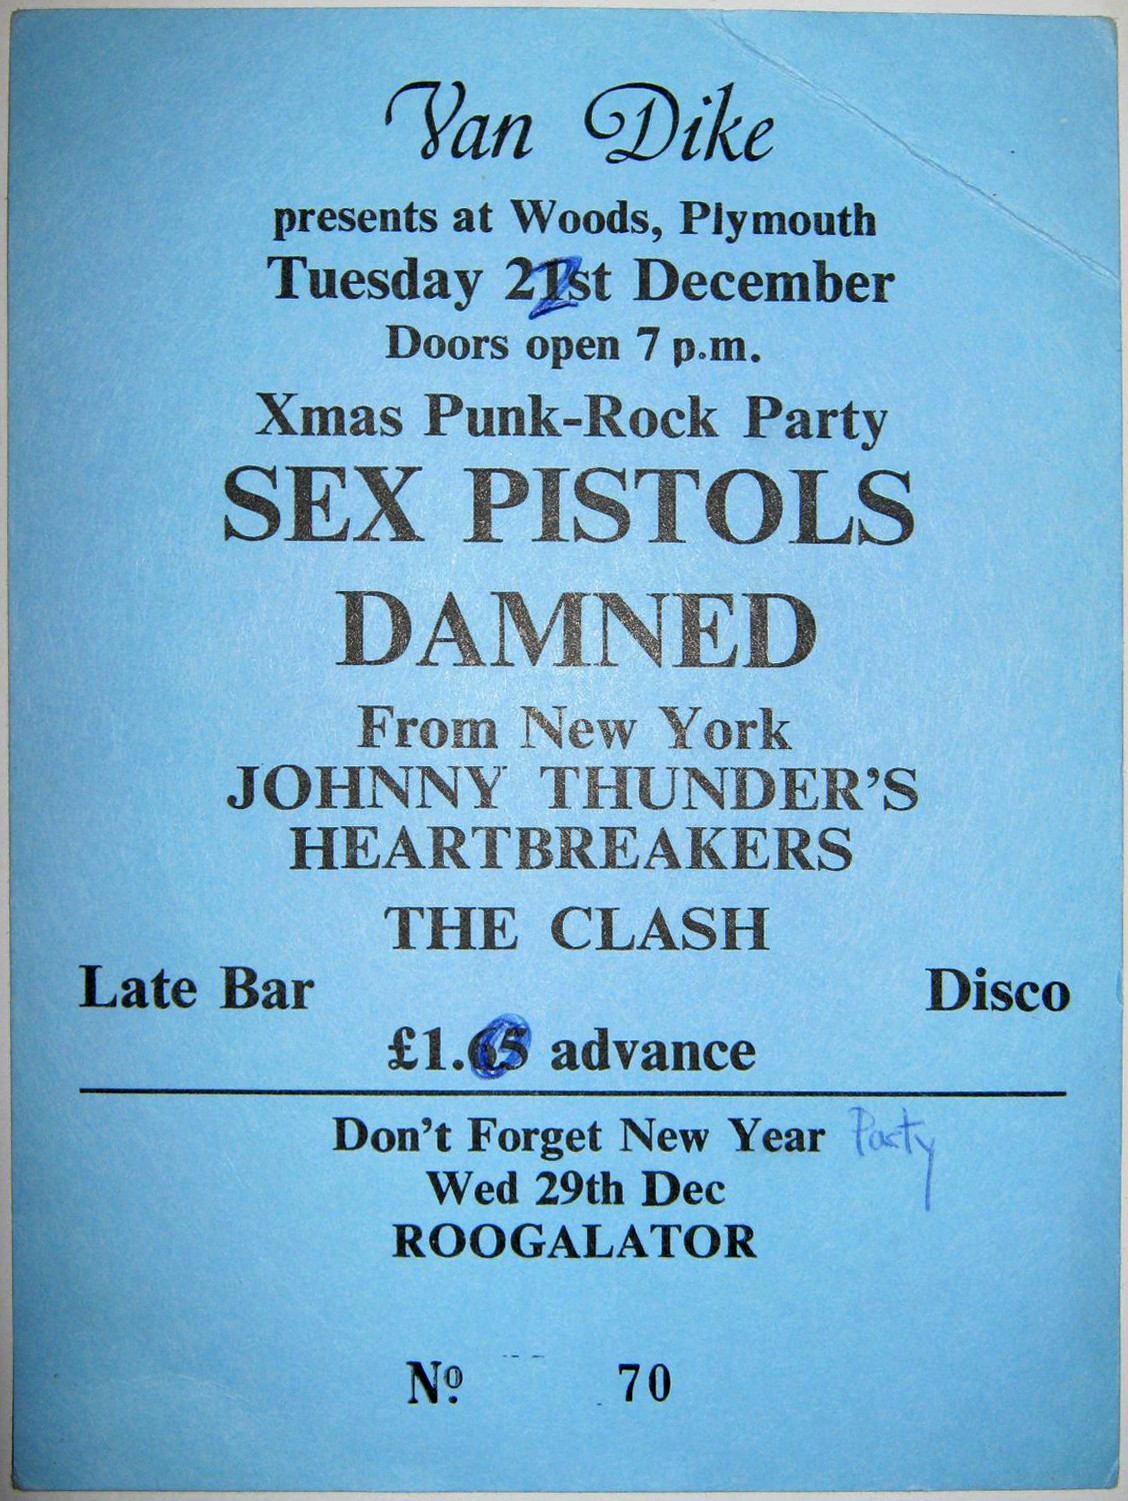 Van Dike
presents at Woods, Plymouth
Tuesday 22st December
Doors open 7 p.m.
Xmas Punk-Rock Party
SEX PISTOLS
DAMNED
From New York
JOHNNY THUNDER'S
HEARTBREAKERS
THE CLASH
Late Bar Disco
£1.65 advance
Don't Forget New Year Party
Wed 29th Dec
ROOGALATOR
Nº 70